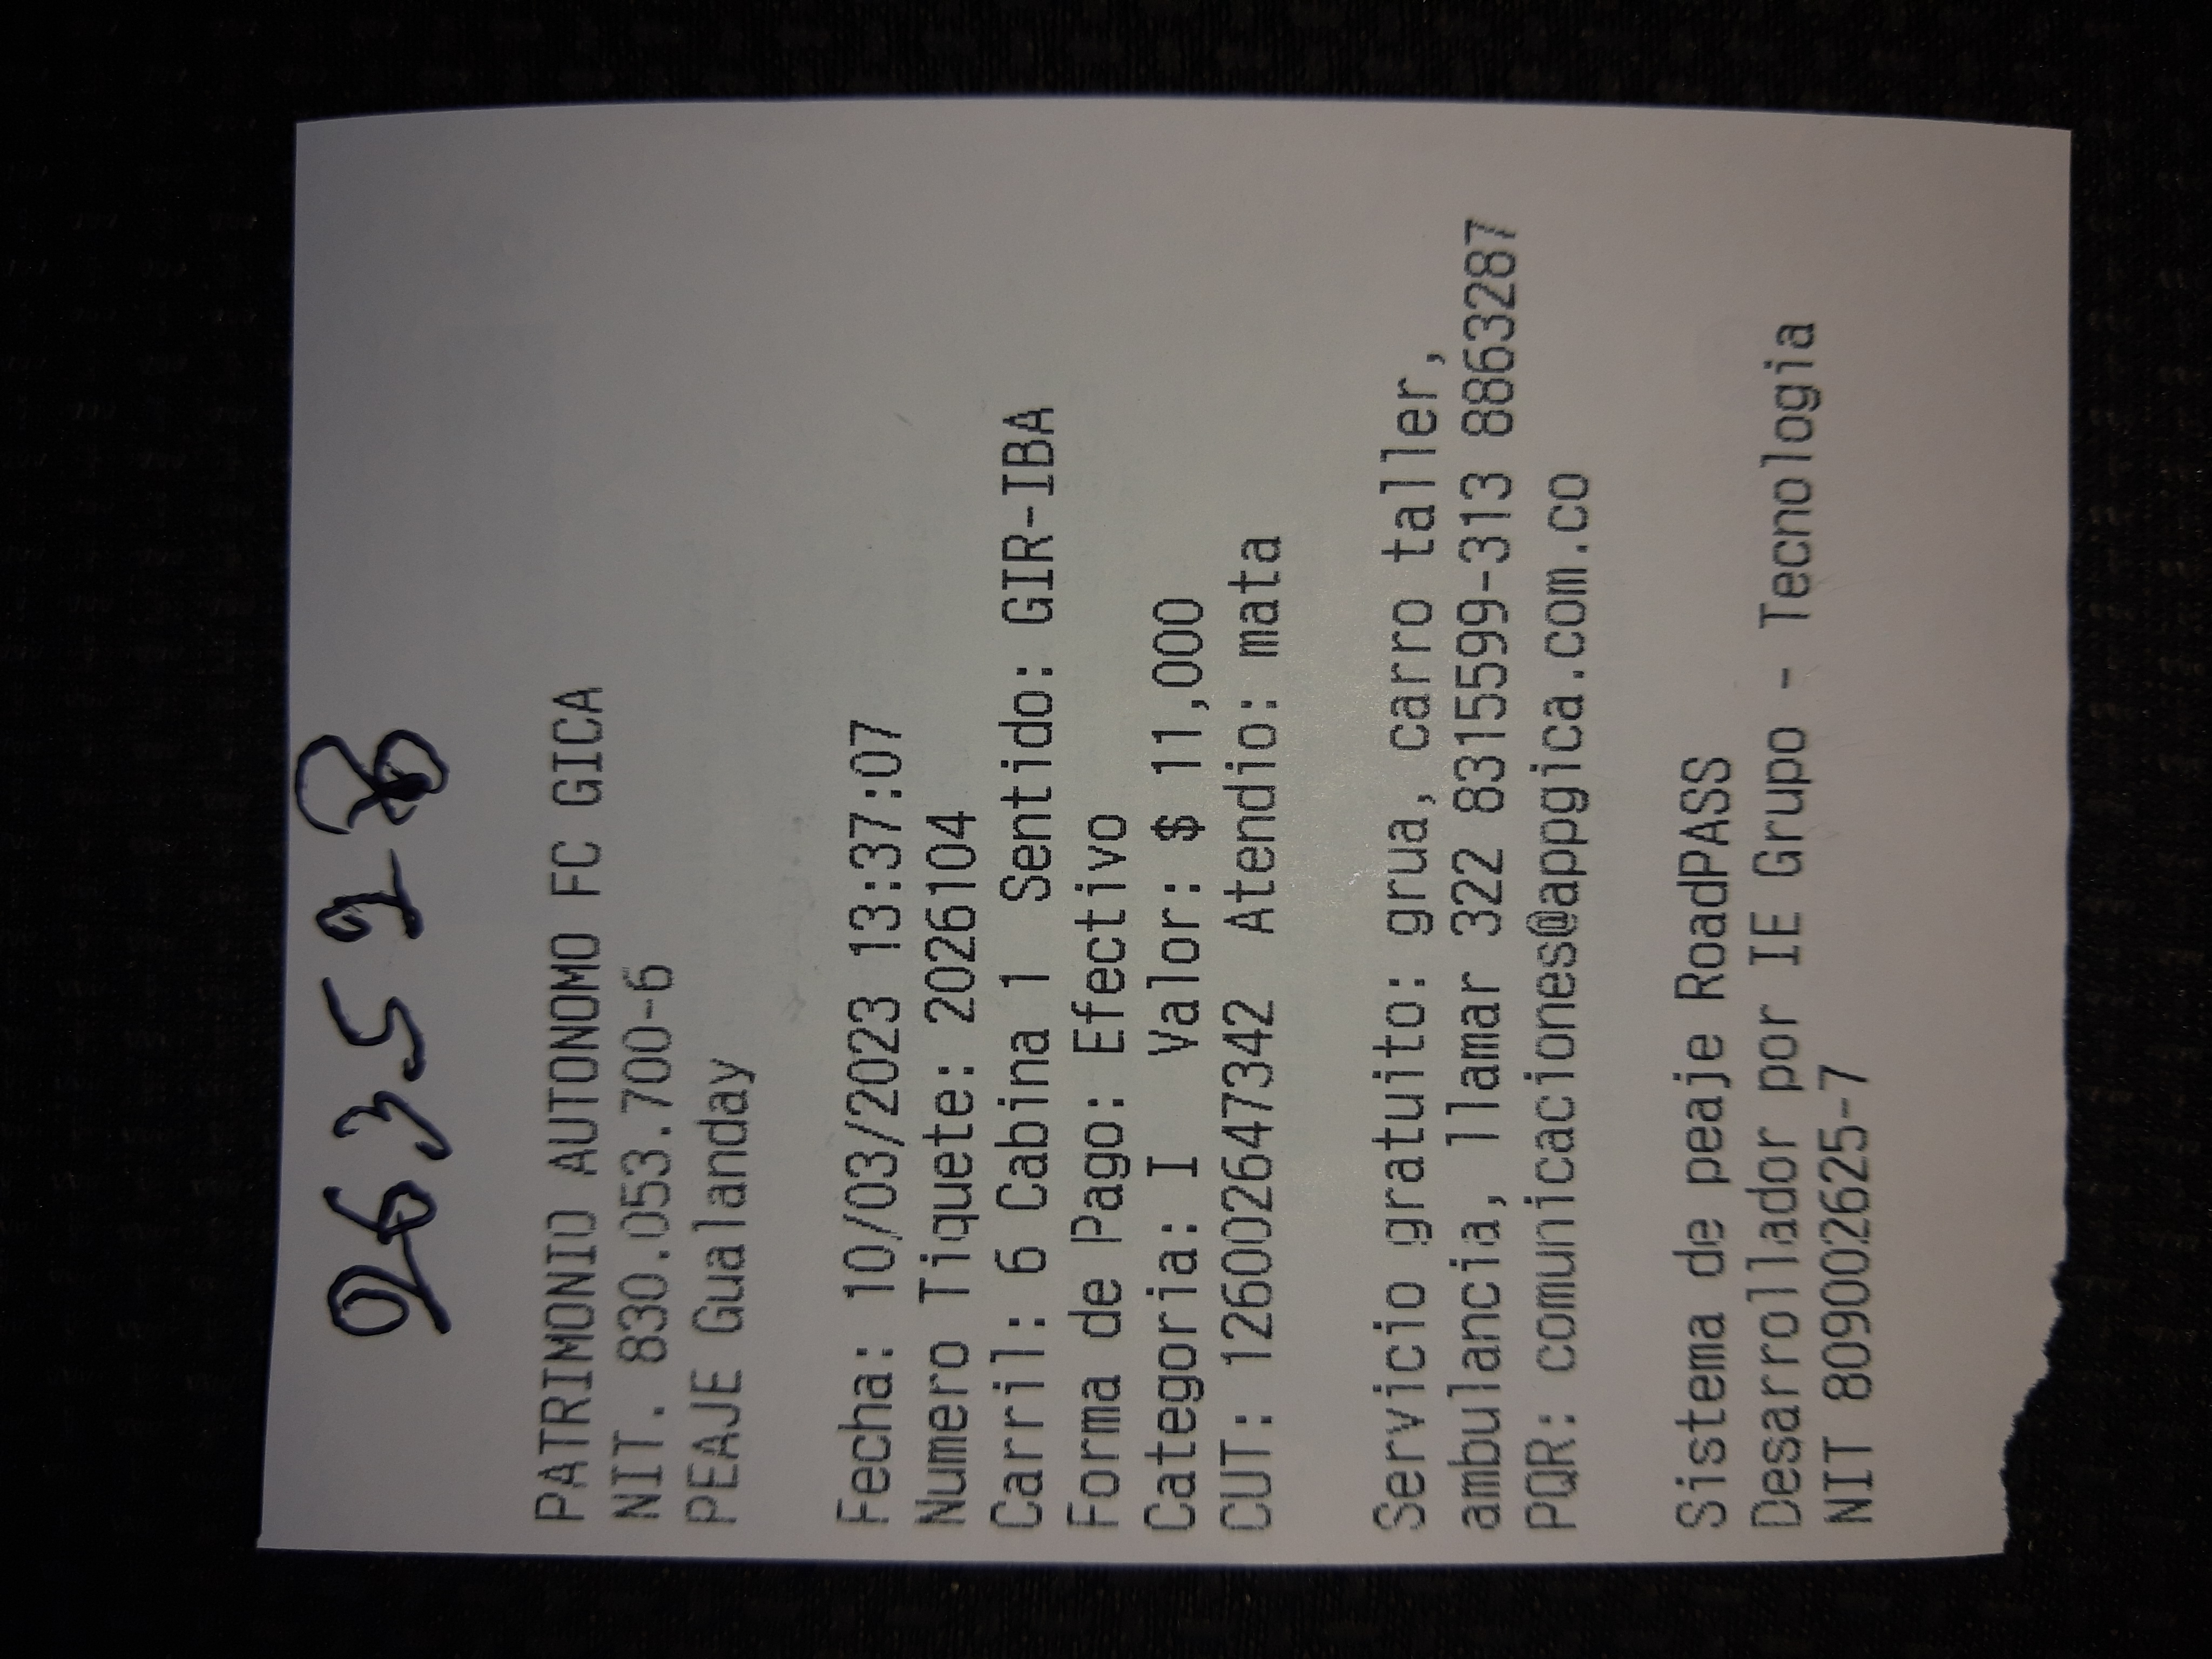 963598
PATRIMONIO AUTONOMO FC GICA
NIT. 830.053.700-6
PEAJE Gualanday
Fecha: 10/03/2023 13:37:07
Numero Tiquete: 2026104
Carril: 6 Cabina 1 Sentido: GIR-IBA
Forma de Pago: Efectivo
Categoria: I Valor: $ 11,000
CUT: 126002647342 Atendio: mata
Servicio gratuito: grua, carro taller,
ambulancia, llamar 322 8315599-313 8863287
PQR: comunicaciones@appgica.com.co
Sistema de peaje RoadPASS
Desarrollador por IE Grupo - Tecnologia
NIT 809002625-7